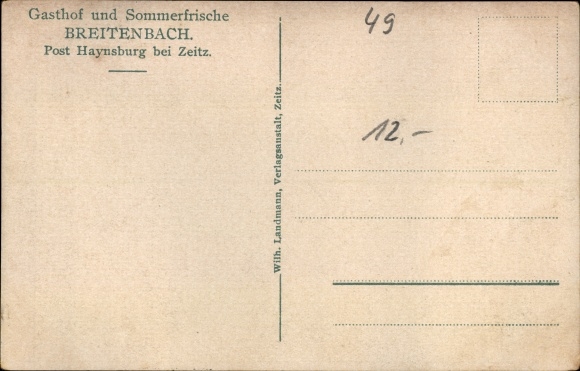 Gasthof und Sommerfrische
BREITENBACH.
Post Haynsburg bei Zeitz.
49
12,-
Wilh. Landmann, Verlagsanstalt, Zeitz.